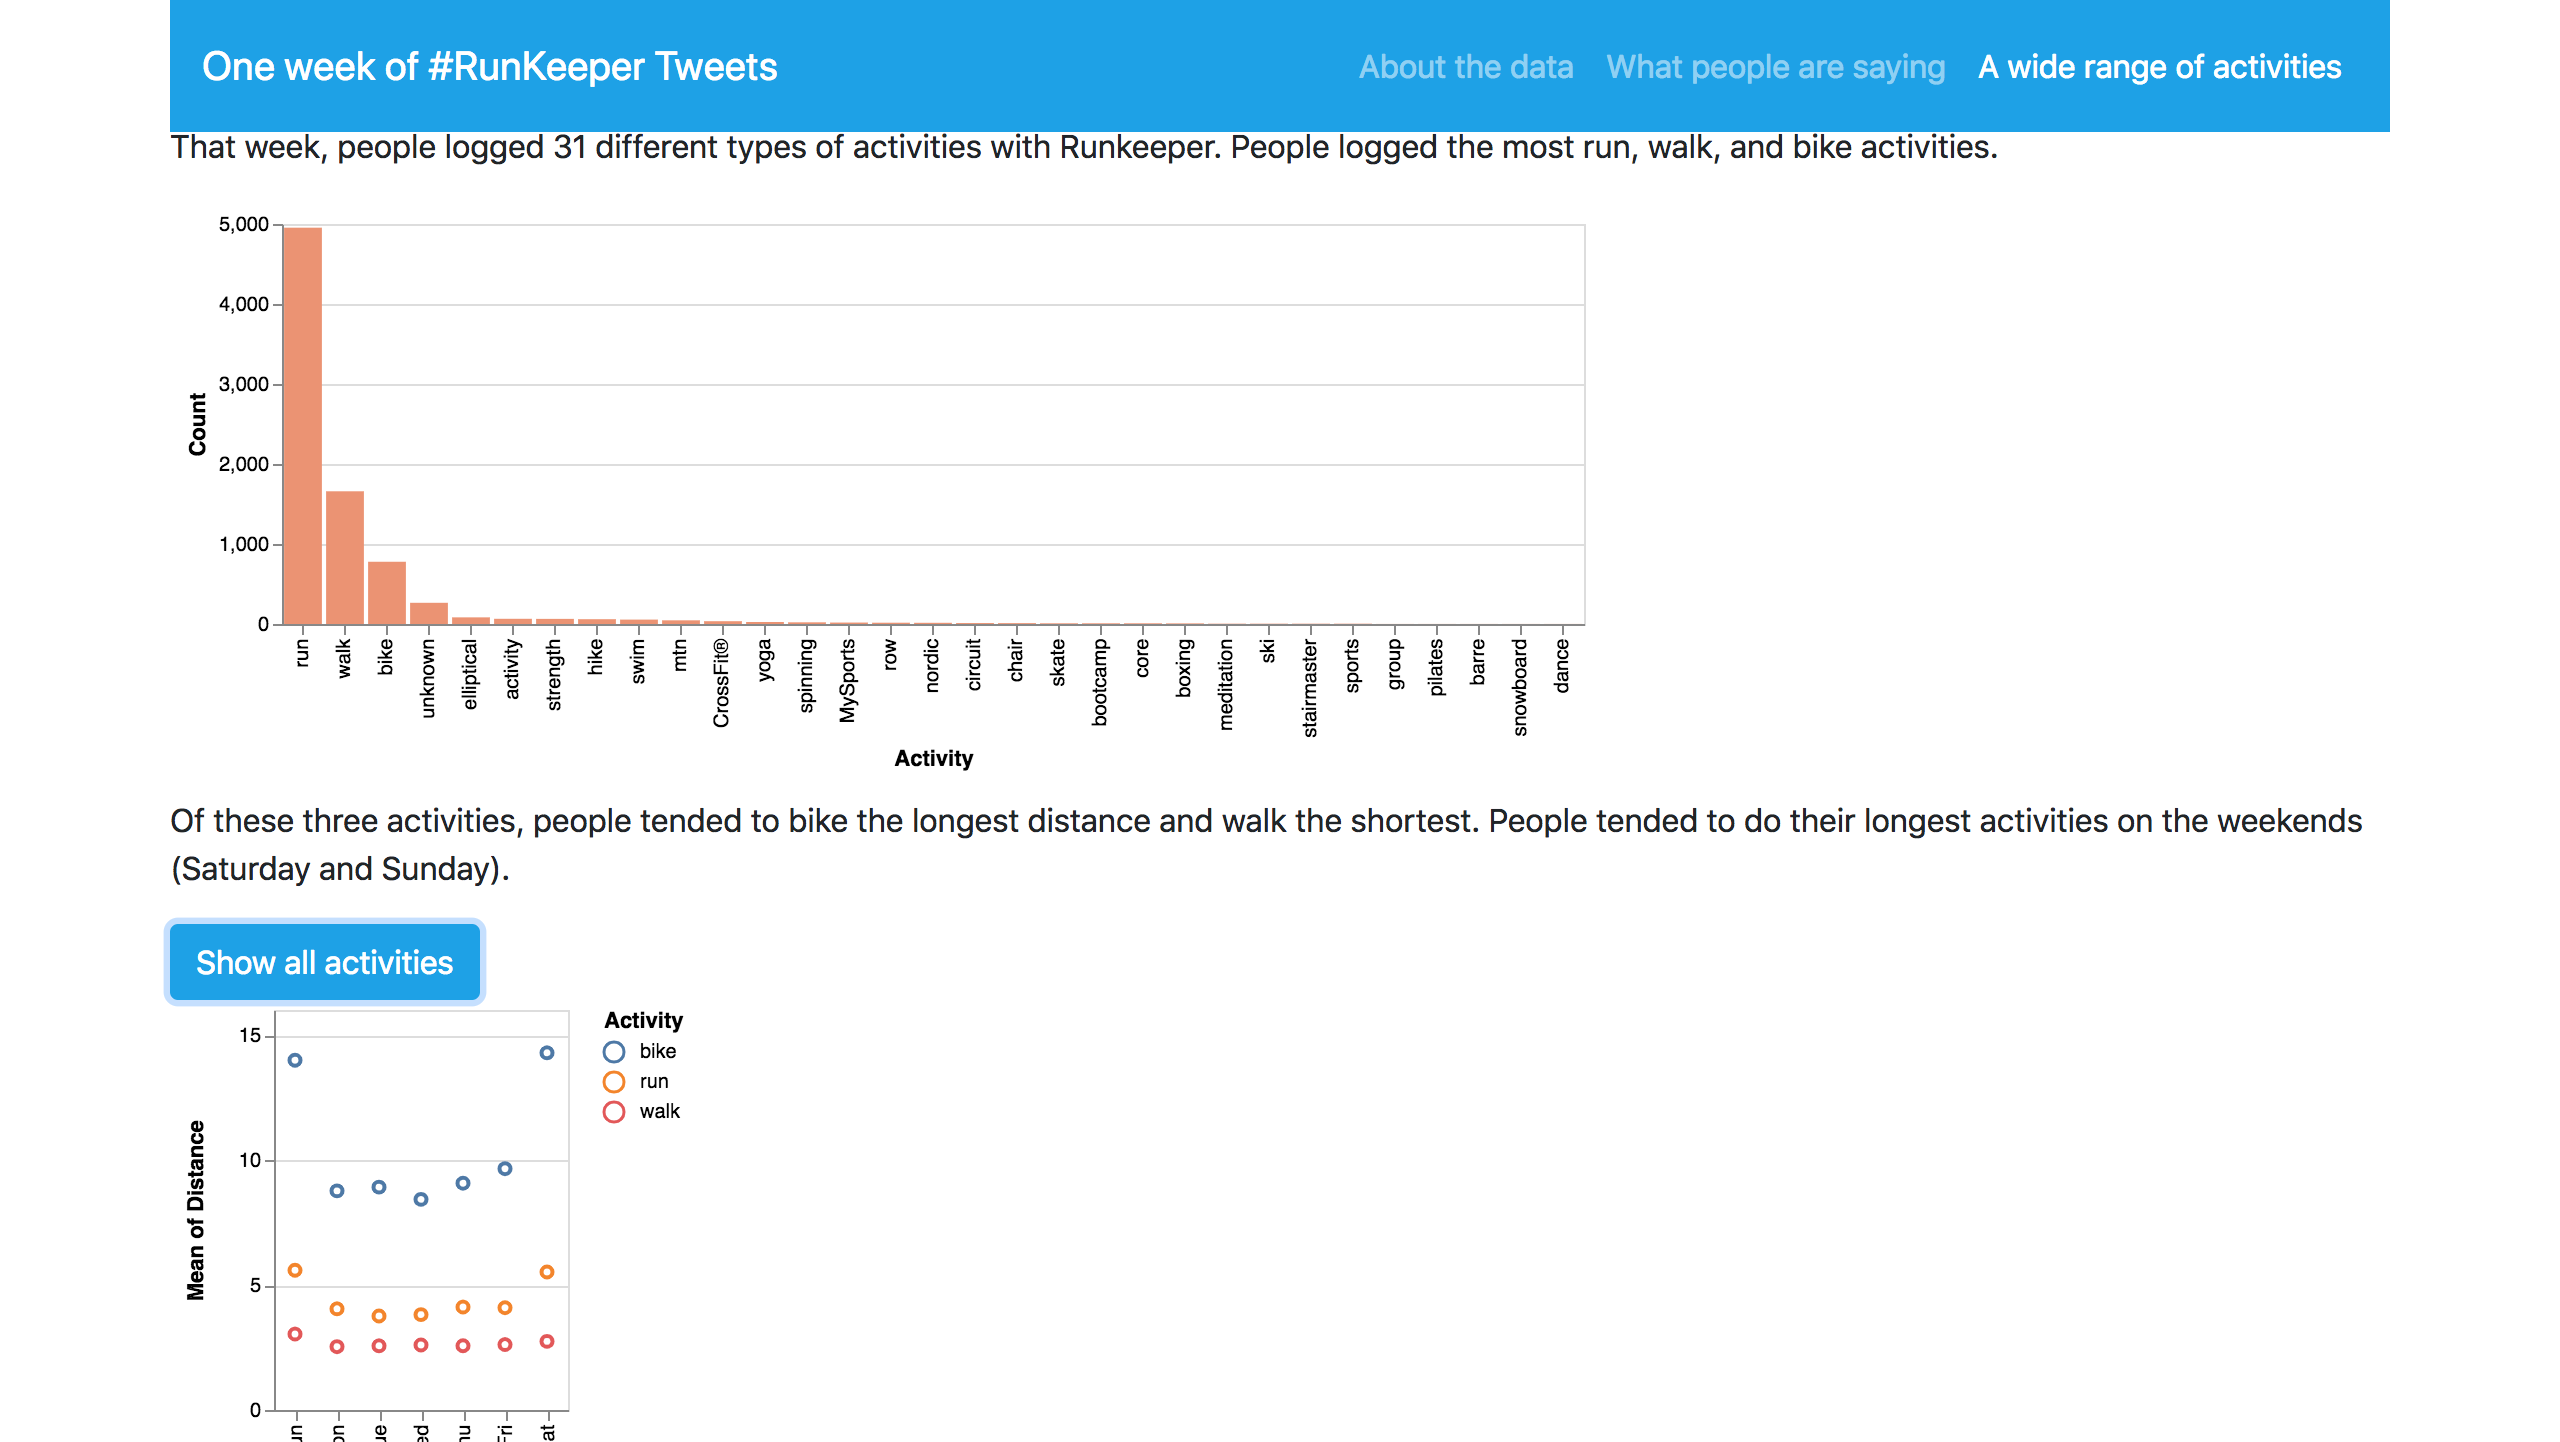 One week of #RunKeeper Tweets
About the data What people are saying A wide range of activities
That week, people logged 31 different types of activities with Runkeeper. People logged the most run, walk, and bike activities.
5,000
4,000
3,000
2,000
1,000
0
Count
run walk bike unknown elliptical activity strength hike swim mtn CrossFit® yoga spinning MySports row nordic circuit chair skate bootcamp core boxing meditation ski stairmaster sports group pilates barre snowboard dance
Activity
Of these three activities, people tended to bike the longest distance and walk the shortest. People tended to do their longest activities on the weekends
(Saturday and Sunday).
Show all activities
15
10
5
0
Mean of Distance
Activity
bike
run
walk
un on ue ed hu Fri at